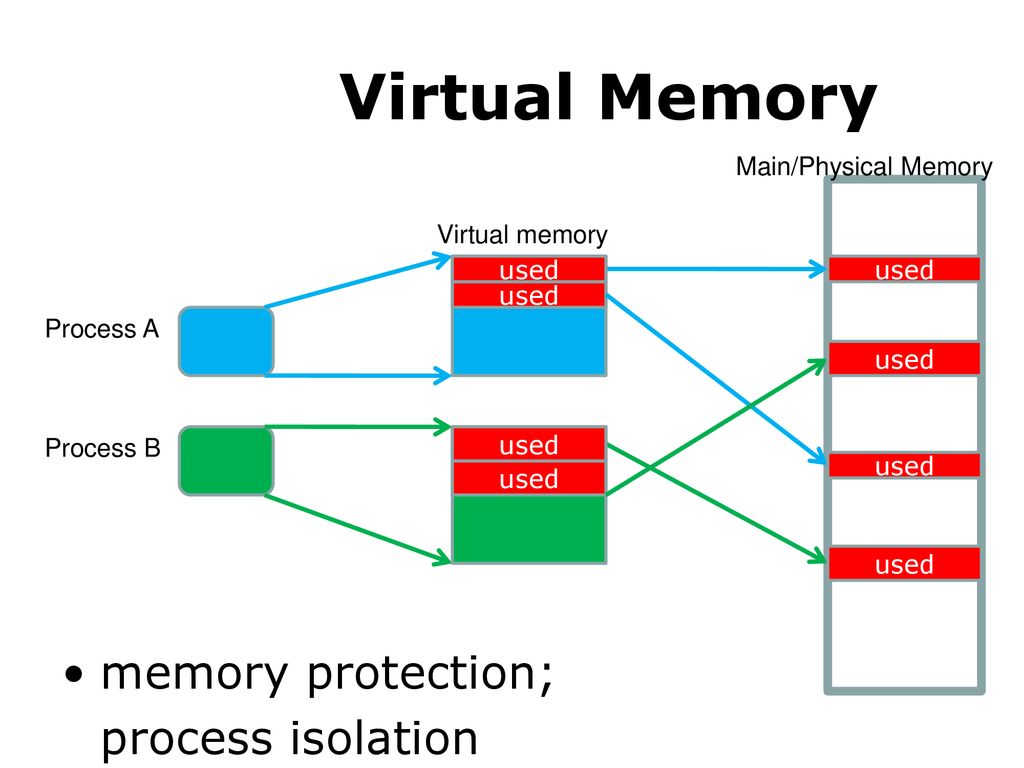 Virtual Memory
Main/Physical Memory
Virtual memory
used
used
used
used
Process A
used
Process B
used
used
used
used
• memory protection;
process isolation